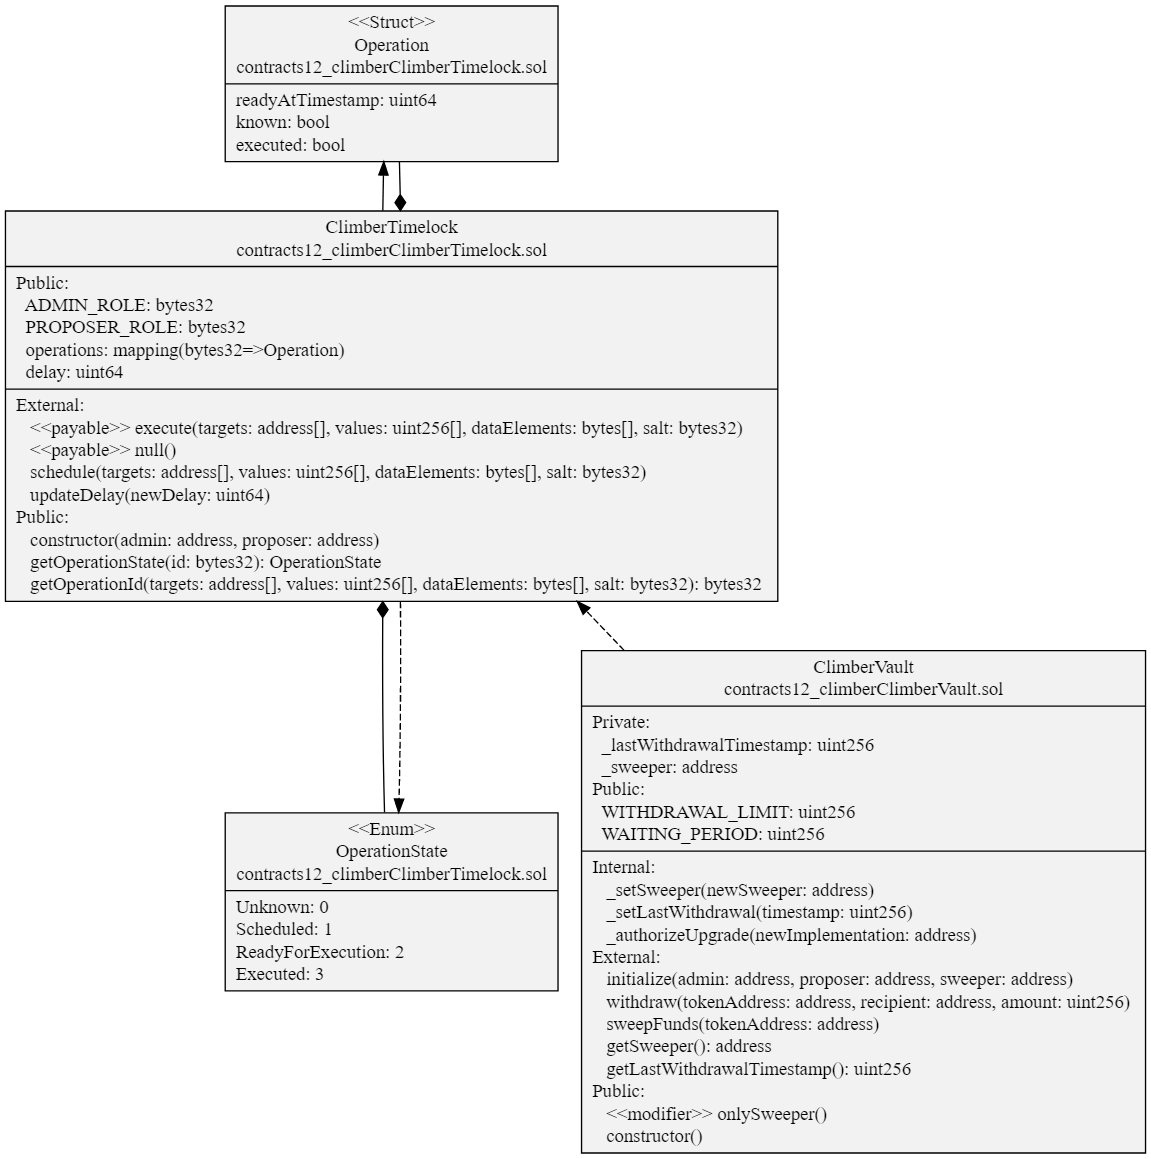 <<Struct>>
Operation
contracts12_climberClimberTimelock.sol
readyAtTimestamp: uint64
known: bool
executed: bool
ClimberTimelock
contracts12_climberClimberTimelock.sol
Public:
ADMIN_ROLE: bytes32
PROPOSER_ROLE: bytes32
operations: mapping(bytes32=>Operation)
delay: uint64
External:
<<payable>> execute(targets: address[], values: uint256[], dataElements: bytes[], salt: bytes32)
<<payable>> null()
schedule(targets: address[], values: uint256[], dataElements: bytes[], salt: bytes32)
updateDelay(newDelay: uint64)
Public:
constructor(admin: address, proposer: address)
getOperationState(id: bytes32): OperationState
getOperationId(targets: address[], values: uint256[], dataElements: bytes[], salt: bytes32): bytes32
<<Enum>>
OperationState
contracts12_climberClimberTimelock.sol
Unknown: 0
Scheduled: 1
ReadyForExecution: 2
Executed: 3
ClimberVault
contracts12_climberClimberVault.sol
Private:
_lastWithdrawalTimestamp: uint256
_sweeper: address
Public:
WITHDRAWAL_LIMIT: uint256
WAITING_PERIOD: uint256
Internal:
_setSweeper(newSweeper: address)
_setLastWithdrawal(timestamp: uint256)
_authorizeUpgrade(newImplementation: address)
External:
initialize(admin: address, proposer: address, sweeper: address)
withdraw(tokenAddress: address, recipient: address, amount: uint256)
sweepFunds(tokenAddress: address)
getSweeper(): address
getLastWithdrawalTimestamp(): uint256
Public:
<<modifier>> onlySweeper()
constructor()